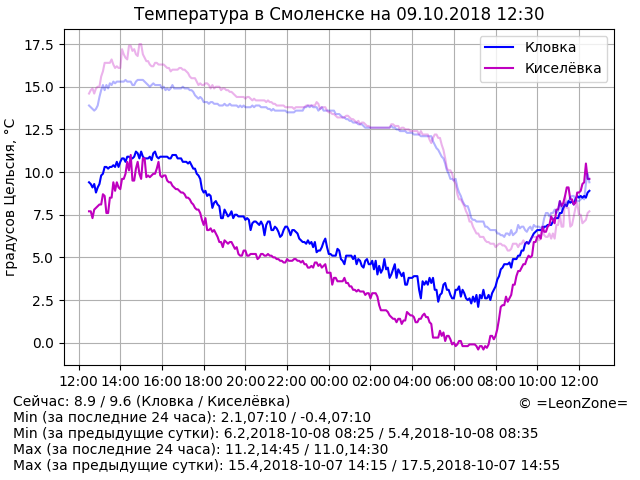 Температура в Смоленске на 09.10.2018 12:30
градусов Цельсия, °C
17.5
15.0
12.5
10.0
7.5
5.0
2.5
0.0
Кловка
Киселёвка
12:00 14:00 16:00 18:00 20:00 22:00 00:00 02:00 04:00 06:00 08:00 10:00 12:00
Сейчас: 8.9 / 9.6 (Кловка / Киселёвка)
© =LeonZone=
Min (за последние 24 часа): 2.1,07:10 / -0.4,07:10
Min (за предыдущие сутки): 6.2,2018-10-08 08:25 / 5.4,2018-10-08 08:35
Max (за последние 24 часа): 11.2,14:45 / 11.0,14:30
Max (за предыдущие сутки): 15.4,2018-10-07 14:15 / 17.5,2018-10-07 14:55